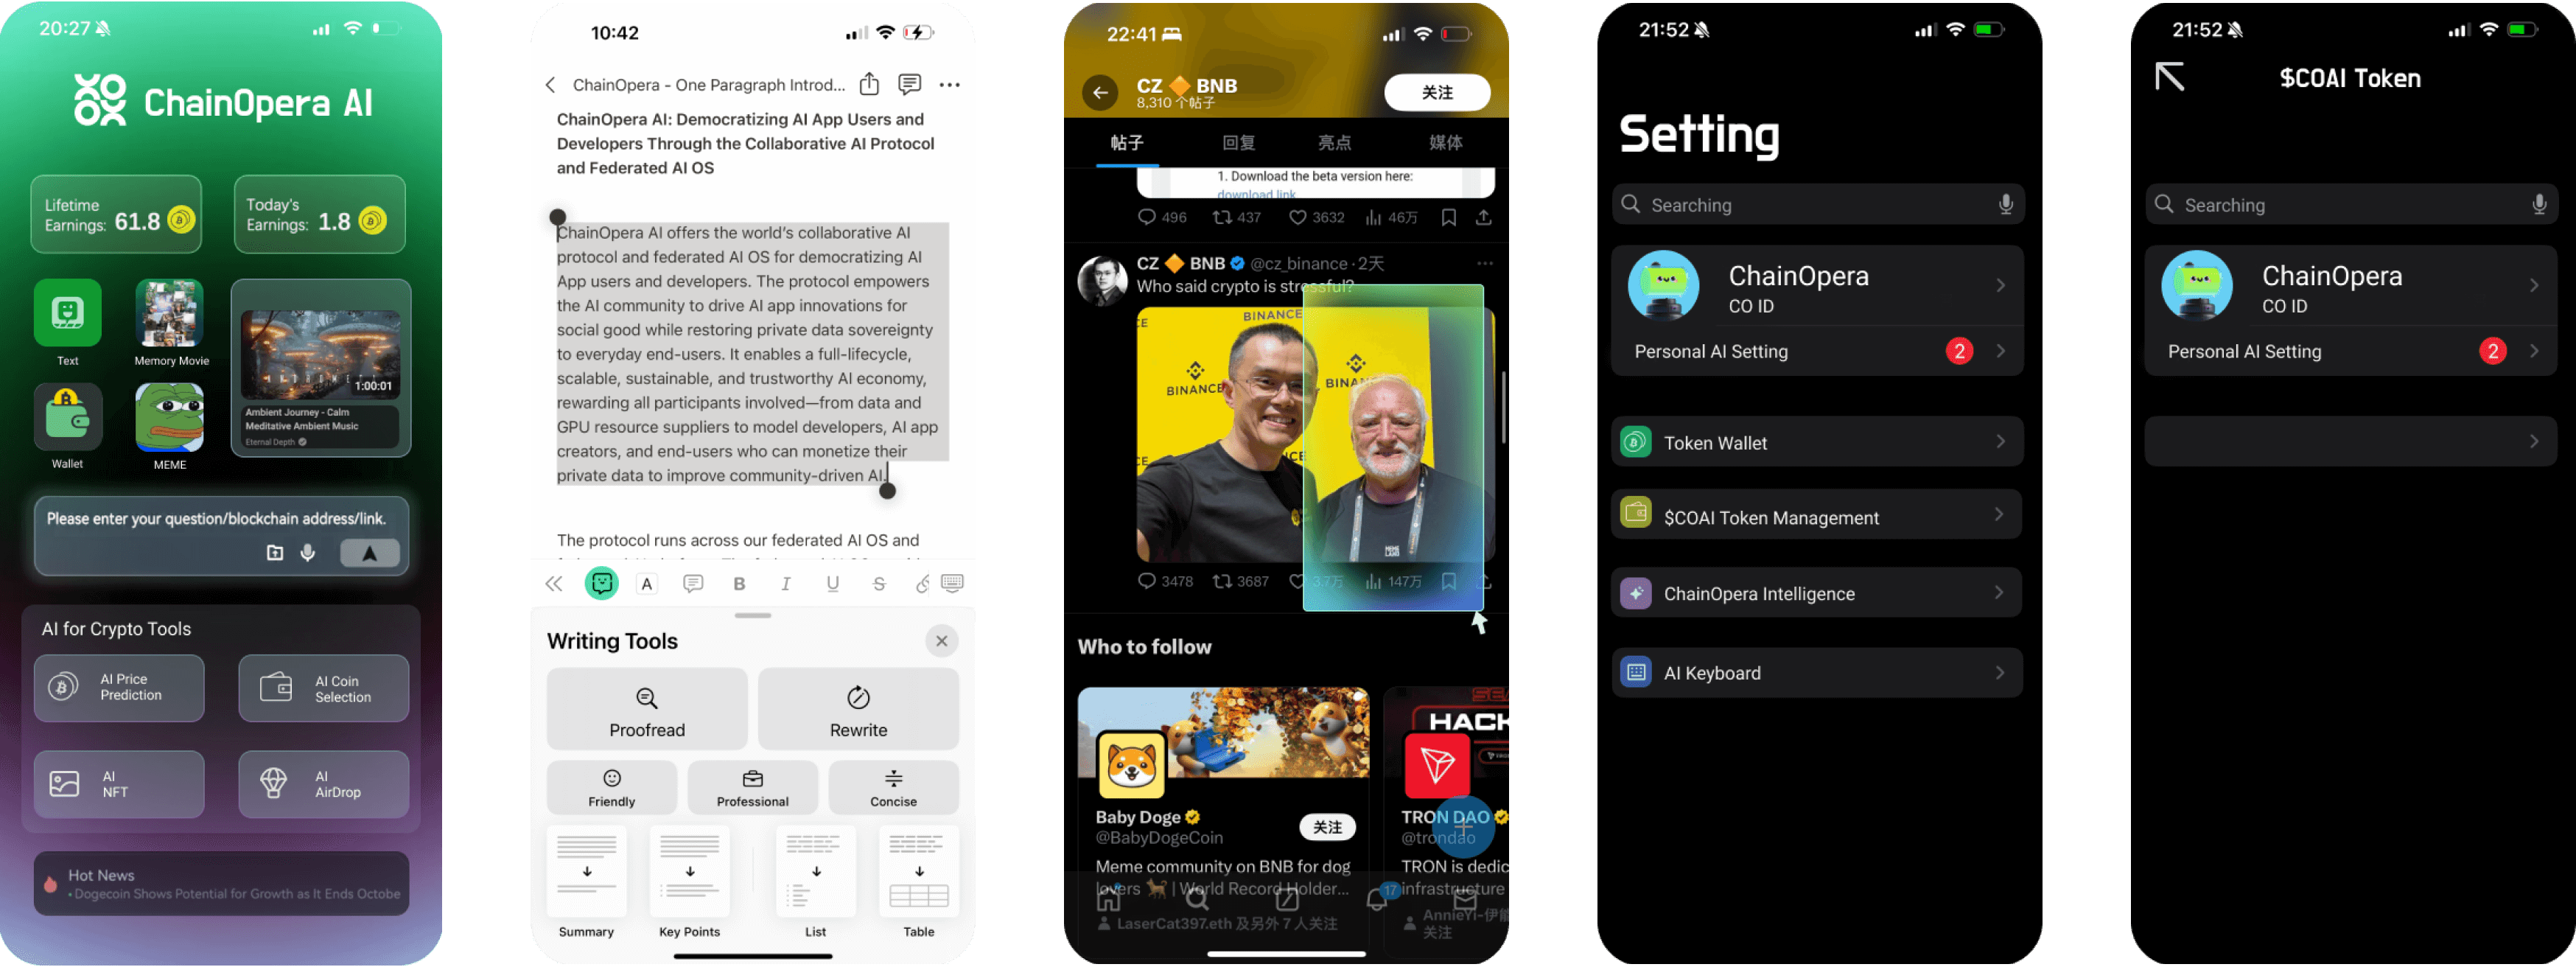 20:27
ChainOpera AI
Lifetime
Earnings: 61.8
Today's
Earnings: 1.8
Text
Memory Movie
1:00:01
Ambient Journey - Calm
Meditative Ambient Music
Eternal Depth
Wallet
MEME
Please enter your question/blockchain address/link.
AI for Crypto Tools
AI Price
Prediction
AI Coin
Selection
AI
NFT
AI
AirDrop
Hot News
• Dogecoin Shows Potential for Growth as It Ends Octobe
10:42
ChainOpera - One Paragraph Introd...
ChainOpera AI: Democratizing AI App Users and
Developers Through the Collaborative AI Protocol
and Federated AI OS
ChainOpera AI offers the world's collaborative AI
protocol and federated AI OS for democratizing AI
App users and developers. The protocol empowers
the AI community to drive AI app innovations for
social good while restoring private data sovereignty
to everyday end-users. It enables a full-lifecycle,
scalable, sustainable, and trustworthy AI economy,
rewarding all participants involved—from data and
GPU resource suppliers to model developers, AI app
creators, and end-users who can monetize their
private data to improve community-driven AI.
The protocol runs across our federated AI OS and
A B I U S
Writing Tools
Proofread
Rewrite
Friendly
Professional
Concise
Summary
Key Points
List
Table
22:41
CZ 🔶 BNB
8,310 个帖子
关注
帖子 回复 亮点 媒体
1. Download the beta version here:
download link
496 437 3632 46万
CZ 🔶 BNB @cz_binance · 2天
Who said crypto is stressful?
BINANCE
BINANCE
BINANCE
3478 3687 3.7万 147万
Who to follow
HACK
Baby Doge
@BabyDogeCoin
关注
Meme community on BNB for dog
lovers 🐕 | World Record Holder...
LaserCat397.eth 及另外 7 人关注
TRON DAO
@trondao
TRON is dedic
infrastructure
17
AnnieYi-伊能
关注
21:52
Setting
Searching
ChainOpera
CO ID
Personal AI Setting 2
Token Wallet
$COAI Token Management
ChainOpera Intelligence
AI Keyboard
21:52
$COAI Token
Searching
ChainOpera
CO ID
Personal AI Setting 2